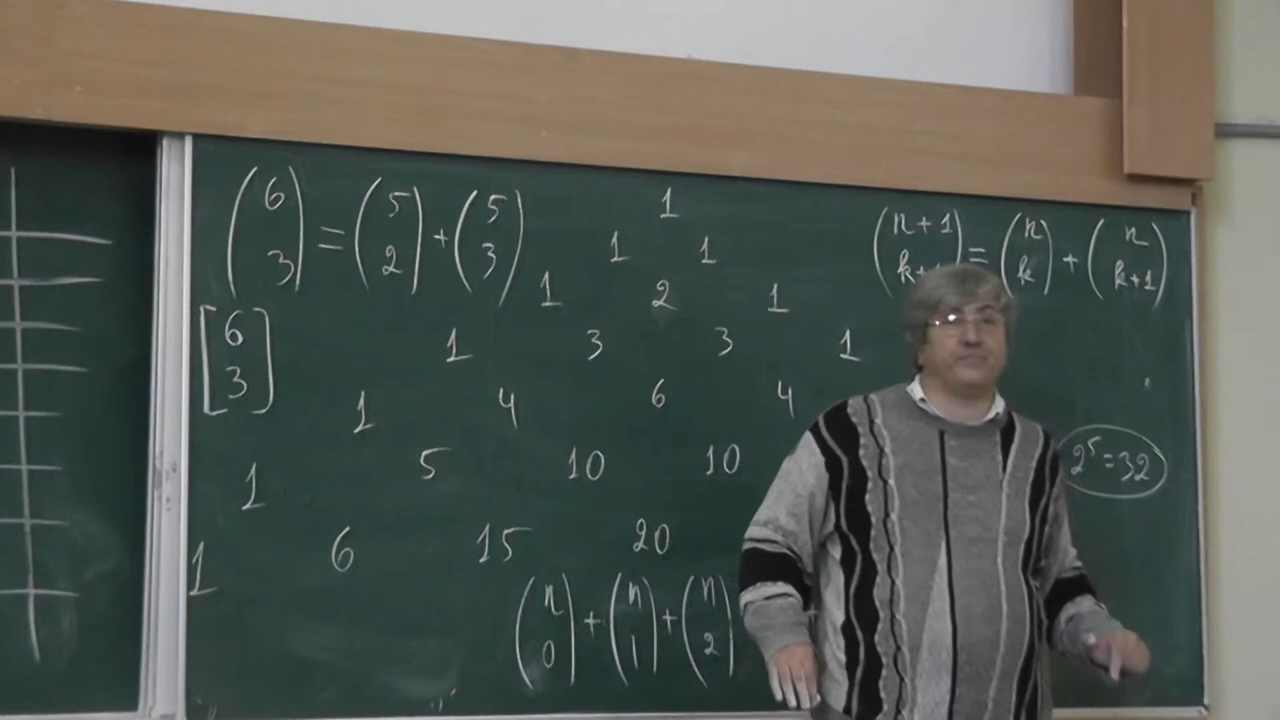 (6 3) = (5 2) + (5 3)
[6 3]
1
1 1
1 2 1
1 3 3 1
1 4 6 4
1 5 10 10
1 6 15 20
(n 0) + (n 1) + (n 2)
(n+1 k+1) = (n k) + (n k+1)
2⁵=32